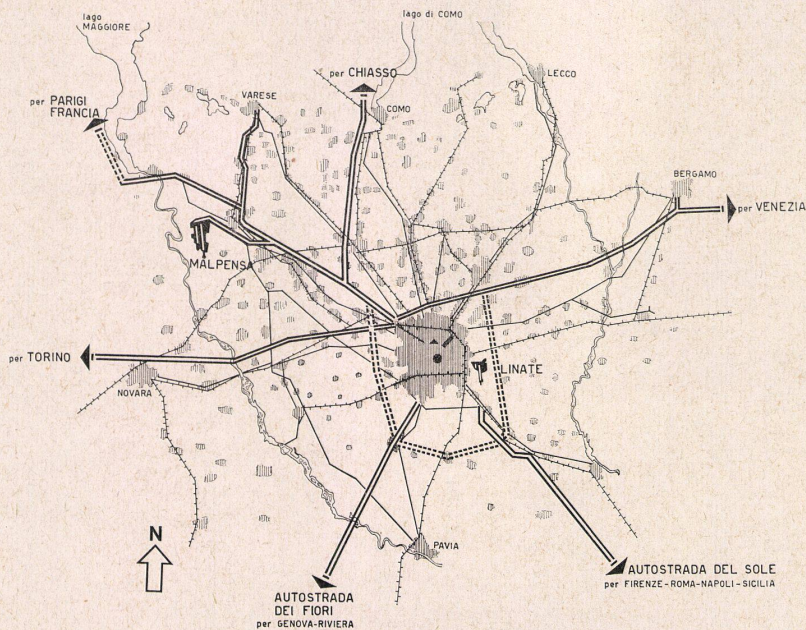 lago
MAGGIORE
lago di COMO
per CHIASSO
LECCO
per PARIGI
FRANCIA
VARESE
COMO
BERGAMO
per VENEZIA
MALPENSA
per TORINO
LINATE
NOVARA
N
PAVIA
AUTOSTRADA DEL SOLE
per FIRENZE-ROMA-NAPOLI-SICILIA
AUTOSTRADA
DEI FIORI
per GENOVA-RIVIERA